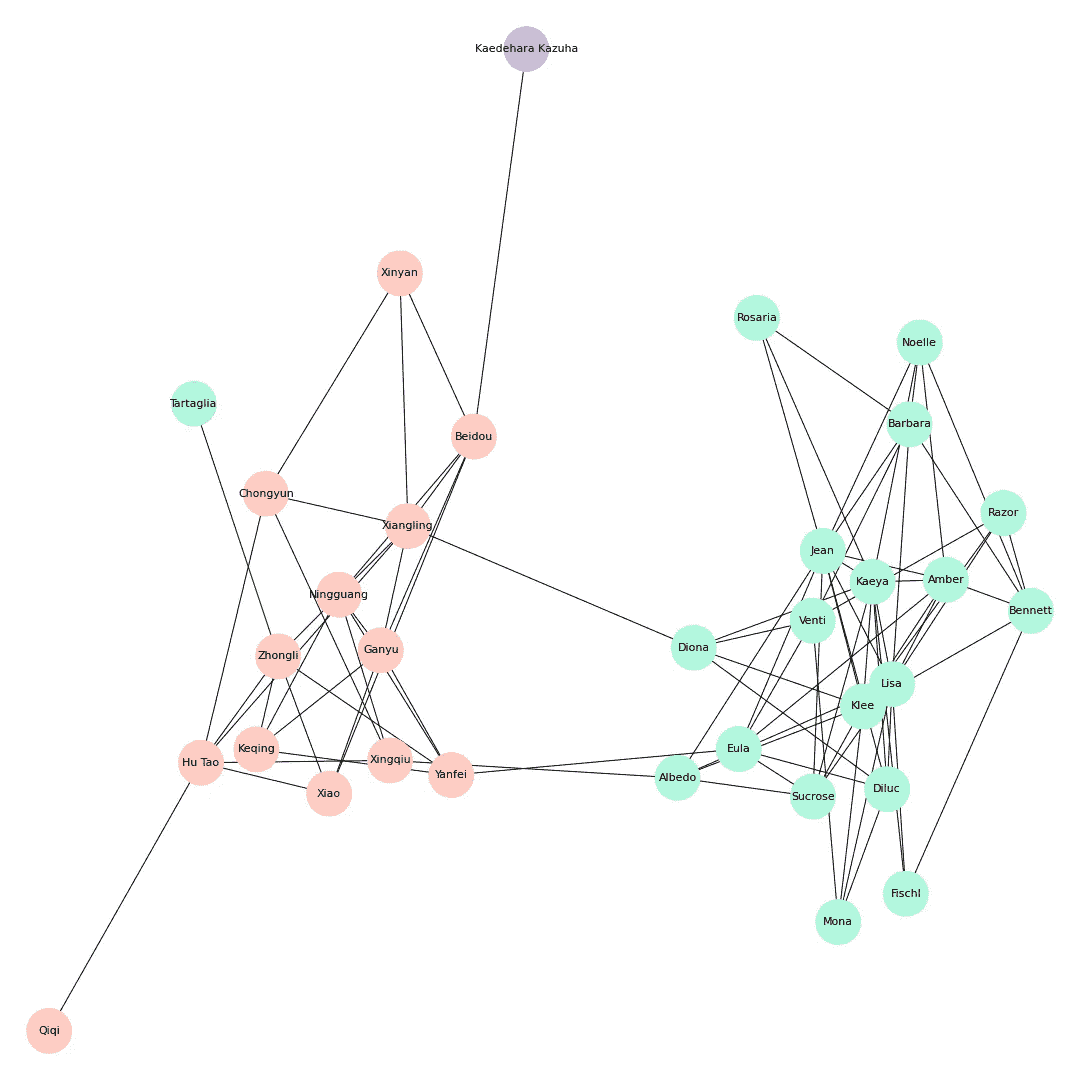 Kaedehara Kazuha
Xinyan
Rosaria
Noelle
Tartaglia
Barbara
Beidou
Chongyun
Razor
Xiangling
Jean
Amber
Kaeya
Ningguang
Bennett
Venti
Diona
Ganyu
Zhongli
Lisa
Klee
Keqing
Eula
Xingqiu
Hu Tao
Yanfei
Albedo
Diluc
Xiao
Sucrose
Fischl
Mona
Qiqi